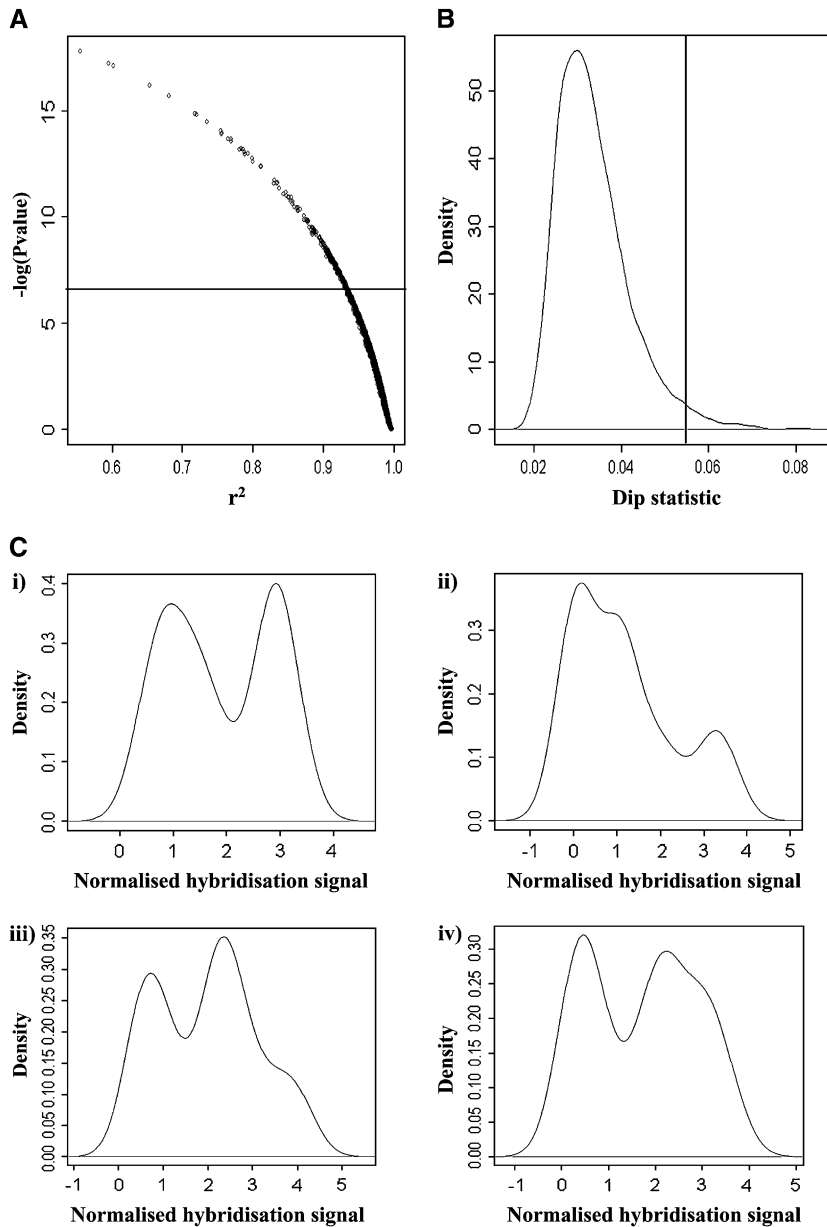 A
-log(Pvalue)
0 5 10 15
0.6 0.7 0.8 0.9 1.0
r²
B
Density
0 10 20 30 40 50
0.02 0.04 0.06 0.08
Dip statistic
C
i)
Density
0.0 0.1 0.2 0.3 0.4
0 1 2 3 4
Normalised hybridisation signal
ii)
Density
0.0 0.1 0.2 0.3
-1 0 1 2 3 4 5
Normalised hybridisation signal
iii)
Density
0.00 0.05 0.10 0.15 0.20 0.25 0.30 0.35
-1 0 1 2 3 4 5
Normalised hybridisation signal
iv)
Density
0.00 0.05 0.10 0.15 0.20 0.25 0.30
-1 0 1 2 3 4 5
Normalised hybridisation signal